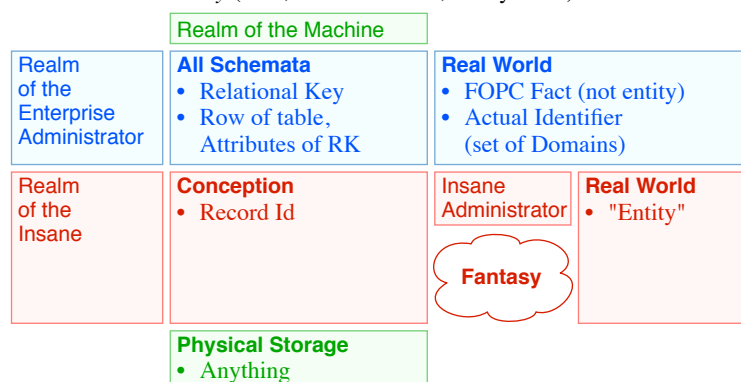 Realm of the Machine
Realm
of the
Enterprise
Administrator
All Schemata
• Relational Key
• Row of table,
Attributes of RK
Real World
• FOPC Fact (not entity)
• Actual Identifier
(set of Domains)
Realm
of the
Insane
Conception
• Record Id
Insane
Administrator
Fantasy
Real World
• "Entity"
Physical Storage
• Anything